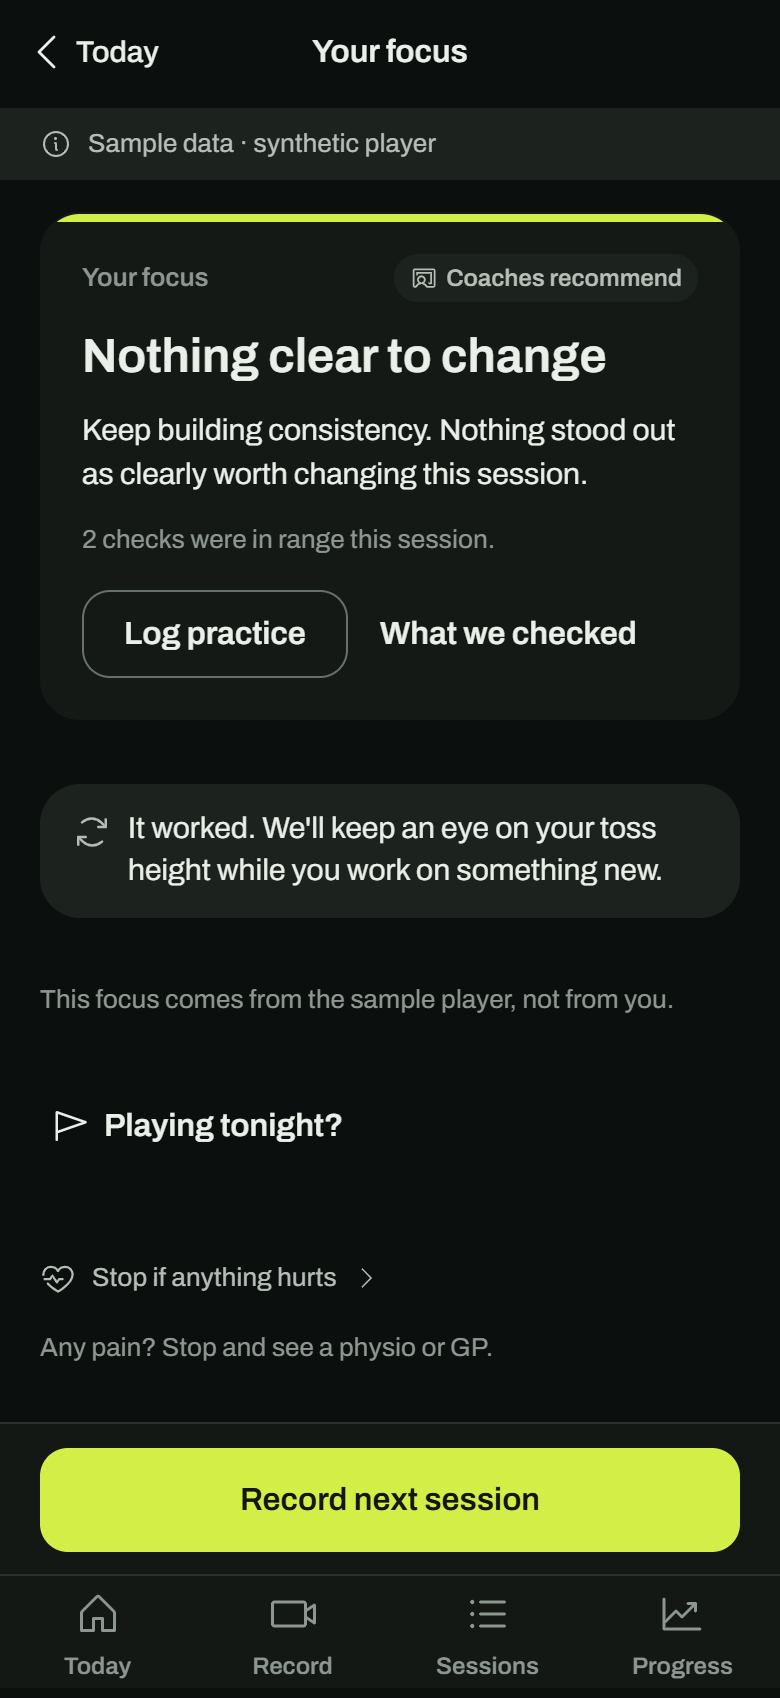 Today
Your focus
Sample data · synthetic player
Your focus
Coaches recommend
Nothing clear to change
Keep building consistency. Nothing stood out
as clearly worth changing this session.
2 checks were in range this session.
Log practice
What we checked
It worked. We'll keep an eye on your toss
height while you work on something new.
This focus comes from the sample player, not from you.
Playing tonight?
Stop if anything hurts
Any pain? Stop and see a physio or GP.
Record next session
Today
Record
Sessions
Progress